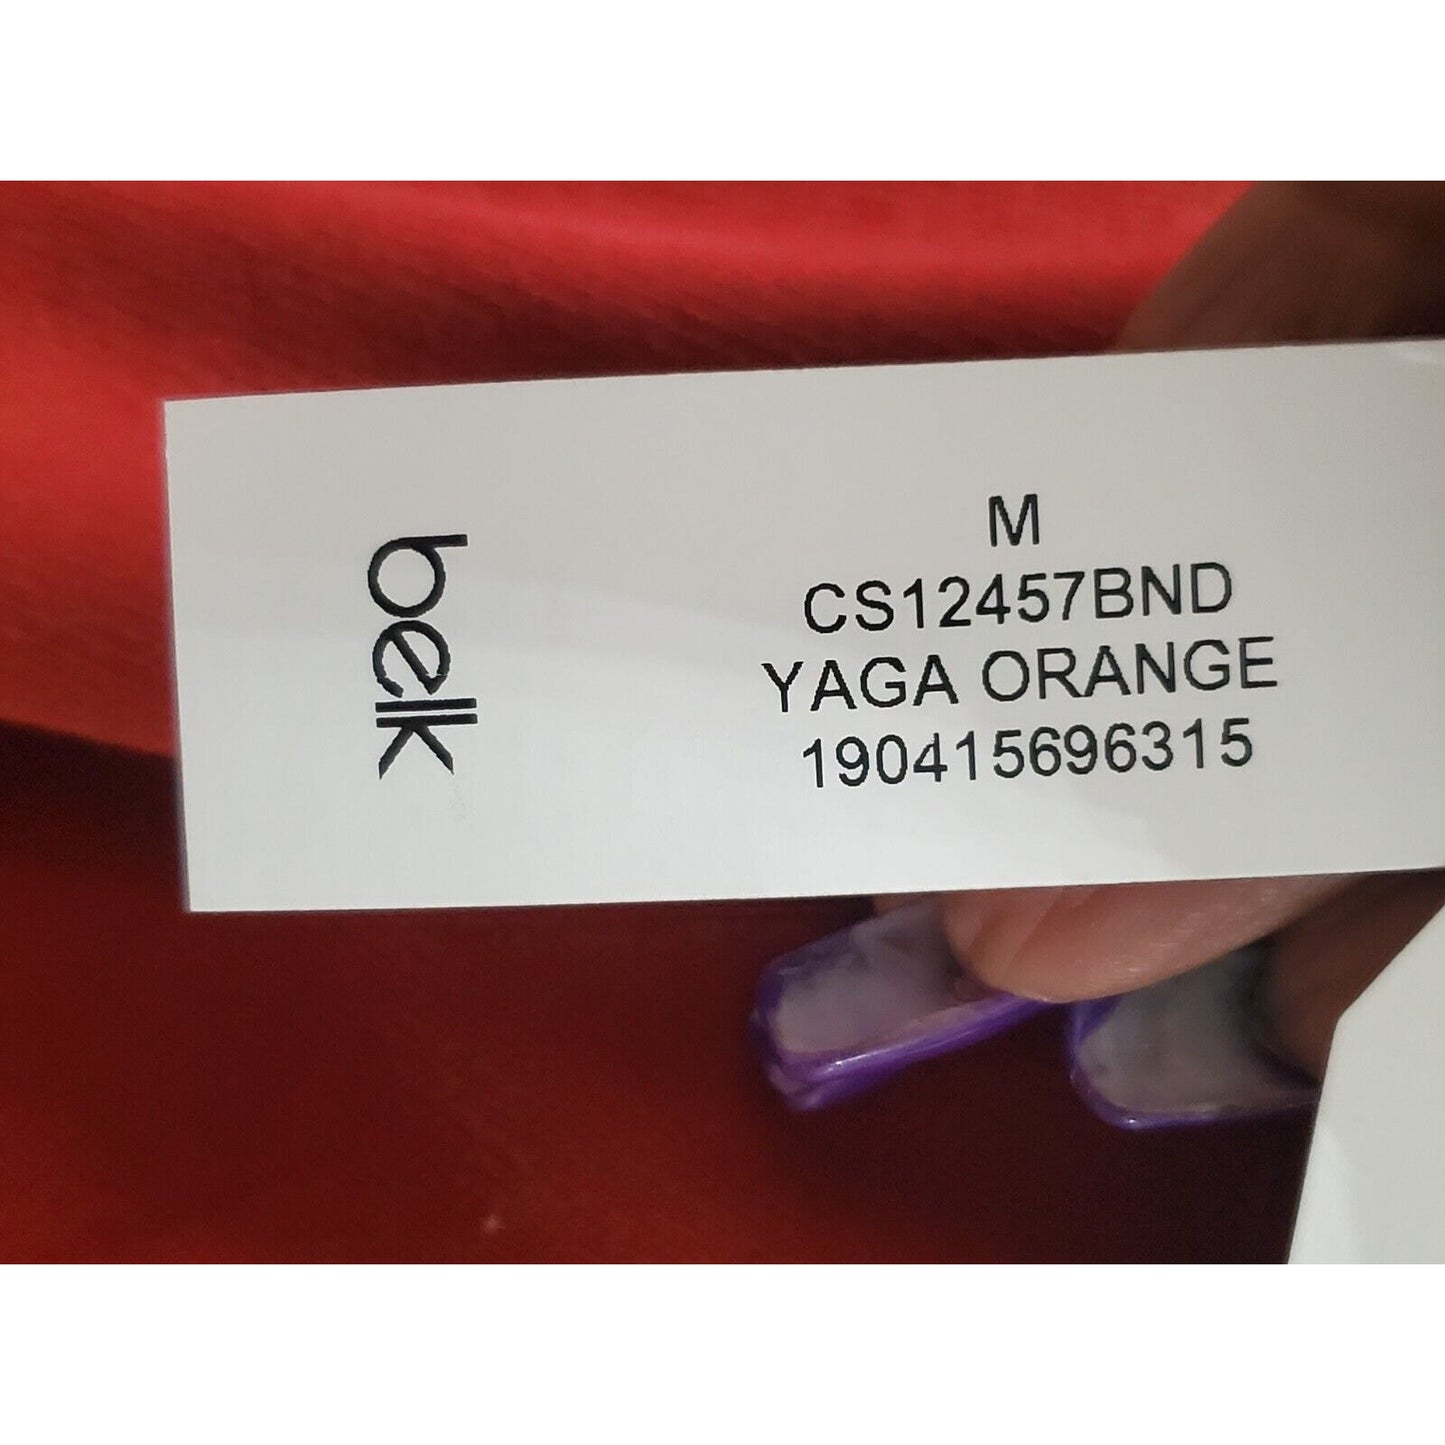 belk
M
CS12457BND
YAGA ORANGE
190415696315